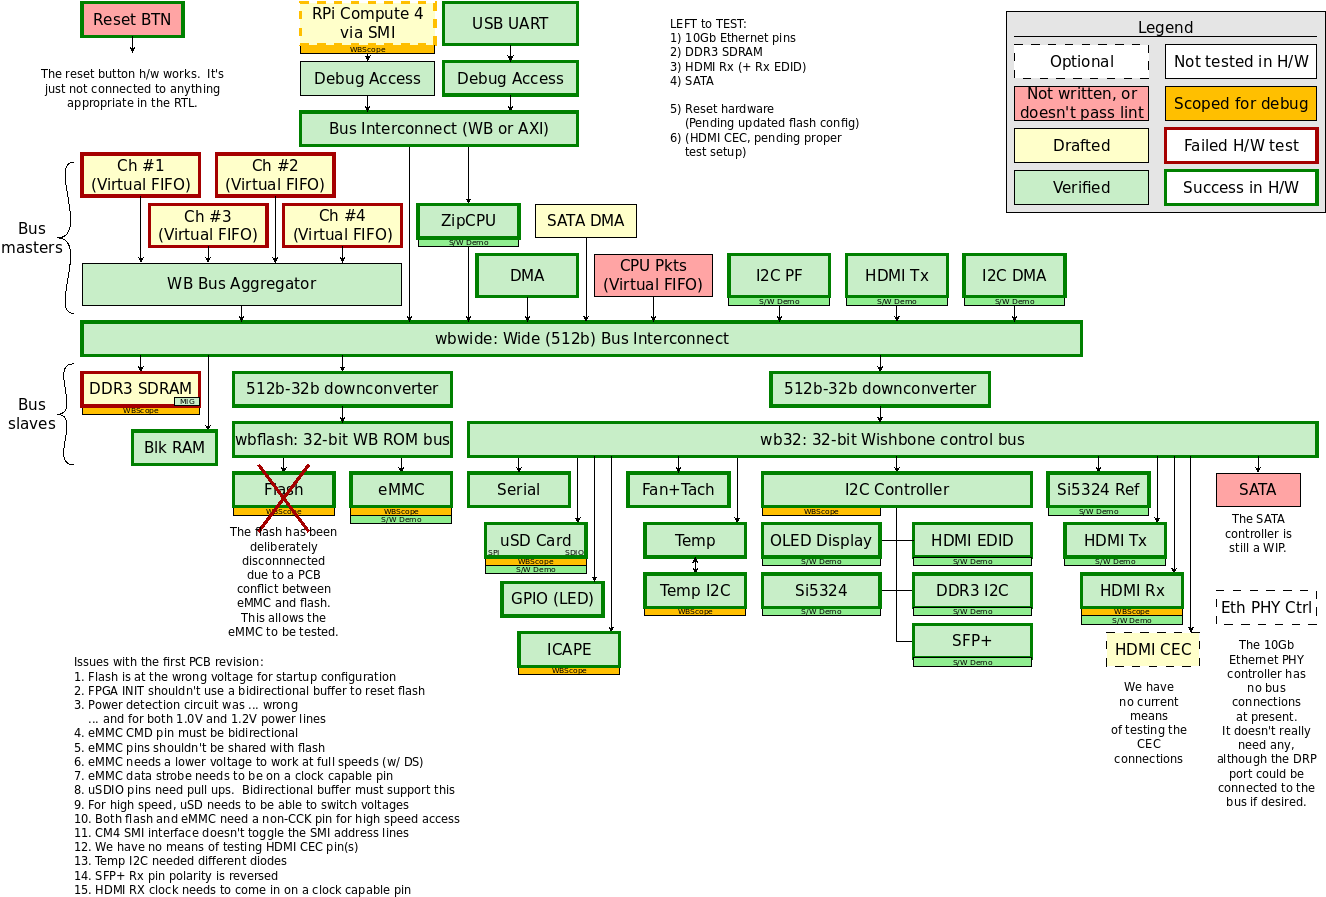 Reset BTN
The reset button h/w works.  It's
just not connected to anything
appropriate in the RTL.
RPi Compute 4
via SMI
WBScope
USB UART
Debug Access
Debug Access
Bus Interconnect (WB or AXI)
LEFT to TEST:
1) 10Gb Ethernet pins
2) DDR3 SDRAM
3) HDMI Rx (+ Rx EDID)
4) SATA
5) Reset hardware
(Pending updated flash config)
6) (HDMI CEC, pending proper
test setup)
Legend
Optional
Not tested in H/W
Not written, or
doesn't pass lint
Scoped for debug
Drafted
Failed H/W test
Verified
Success in H/W
Bus
masters
Ch #1
(Virtual FIFO)
Ch #2
(Virtual FIFO)
Ch #3
(Virtual FIFO)
Ch #4
(Virtual FIFO)
WB Bus Aggregator
ZipCPU
S/W Demo
SATA DMA
DMA
CPU Pkts
(Virtual FIFO)
I2C PF
S/W Demo
HDMI Tx
S/W Demo
I2C DMA
S/W Demo
wbwide: Wide (512b) Bus Interconnect
Bus
slaves
DDR3 SDRAM
MIG
WBScope
Blk RAM
512b-32b downconverter
512b-32b downconverter
wbflash: 32-bit WB ROM bus
wb32: 32-bit Wishbone control bus
Flash
WBScope
The flash has been
deliberately
disconnnected
due to a PCB
conflict between
eMMC and flash.
This allows the
eMMC to be tested.
eMMC
WBScope
S/W Demo
Serial
uSD Card
SPI
SDIO
WBScope
S/W Demo
GPIO (LED)
ICAPE
WBScope
Fan+Tach
Temp
Temp I2C
WBScope
I2C Controller
WBScope
OLED Display
S/W Demo
HDMI EDID
S/W Demo
Si5324
S/W Demo
DDR3 I2C
S/W Demo
SFP+
S/W Demo
Si5324 Ref
S/W Demo
HDMI Tx
S/W Demo
HDMI Rx
WBScope
S/W Demo
HDMI CEC
We have
no current
means
of testing the
CEC
connections
SATA
The SATA
controller is
still a WIP.
Eth PHY Ctrl
The 10Gb
Ethernet PHY
controller has
no bus
connections
at present.
It doesn't really
need any,
although the DRP
port could be
connected to the
bus if desired.
Issues with the first PCB revision:
1. Flash is at the wrong voltage for startup configuration
2. FPGA INIT shouldn't use a bidirectional buffer to reset flash
3. Power detection circuit was ... wrong
... and for both 1.0V and 1.2V power lines
4. eMMC CMD pin must be bidirectional
5. eMMC pins shouldn't be shared with flash
6. eMMC needs a lower voltage to work at full speeds (w/ DS)
7. eMMC data strobe needs to be on a clock capable pin
8. uSDIO pins need pull ups.  Bidirectional buffer must support this
9. For high speed, uSD needs to be able to switch voltages
10. Both flash and eMMC need a non-CCK pin for high speed access
11. CM4 SMI interface doesn't toggle the SMI address lines
12. We have no means of testing HDMI CEC pin(s)
13. Temp I2C needed different diodes
14. SFP+ Rx pin polarity is reversed
15. HDMI RX clock needs to come in on a clock capable pin